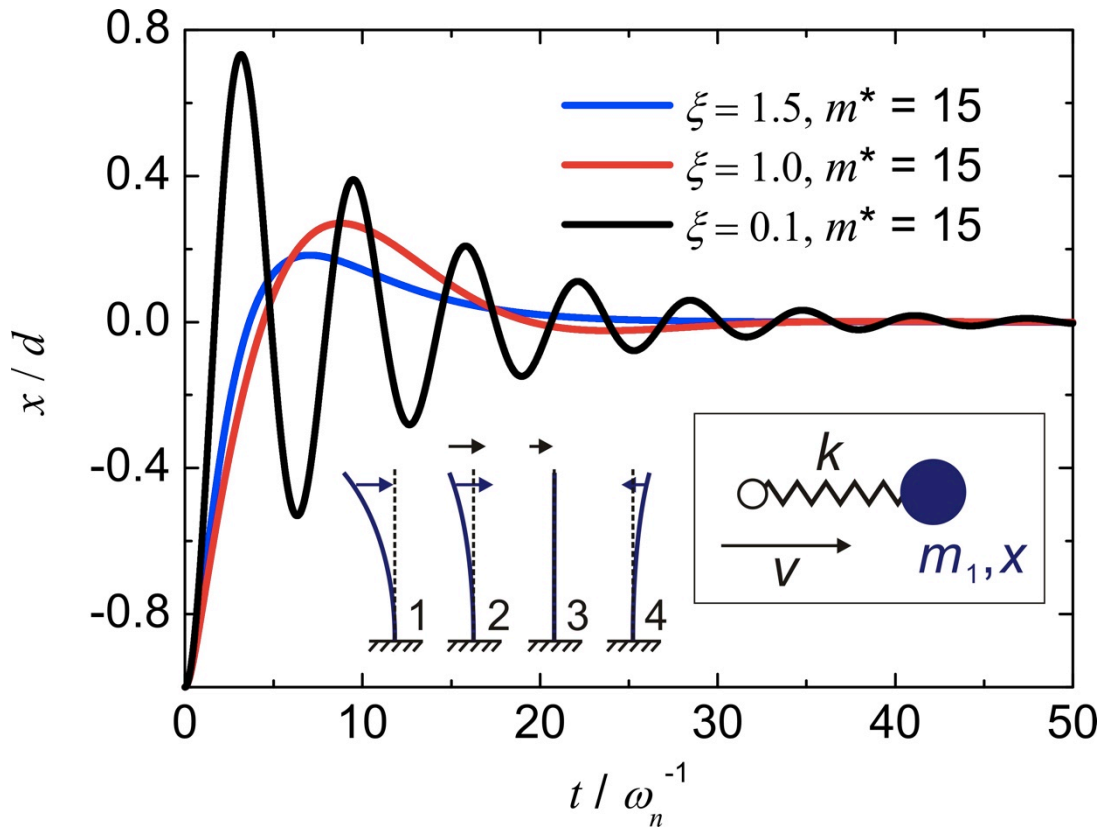 0.8
0.4
0.0
-0.4
-0.8
x / d
ξ = 1.5, m* = 15
ξ = 1.0, m* = 15
ξ = 0.1, m* = 15
1 2 3 4
k
v
m₁, x
0 10 20 30 40 50
t / ωₙ⁻¹